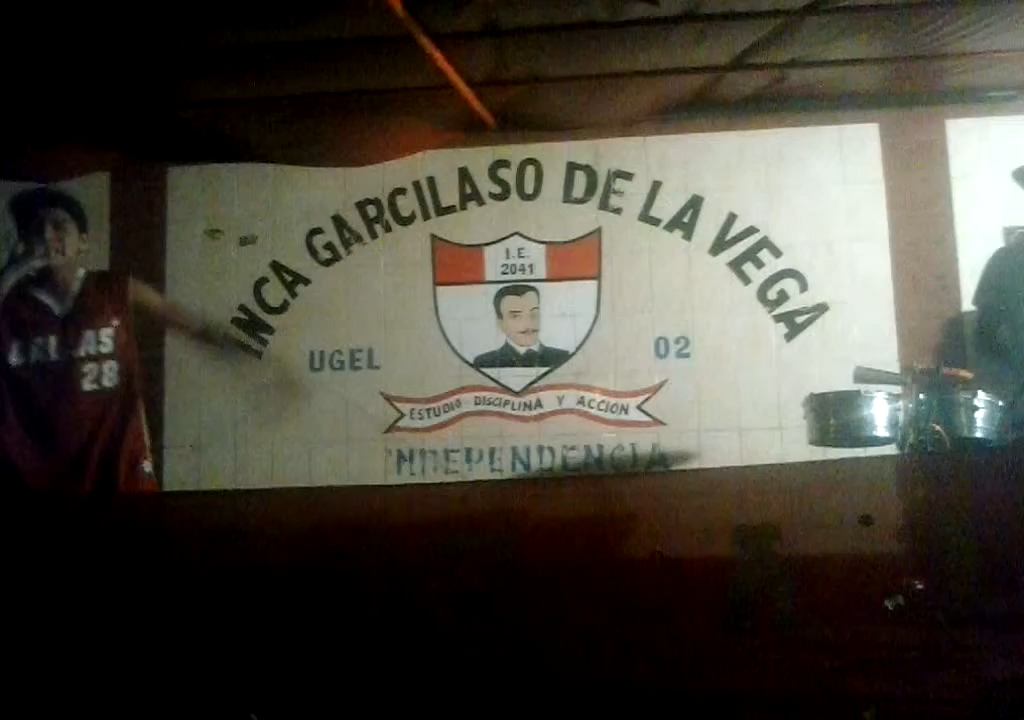 INCA GARCILASO DE LA VEGA
I.E.
2041
UGEL 02
ESTUDIO DISCIPLINA Y ACCION
INDEPENDENCIA
28